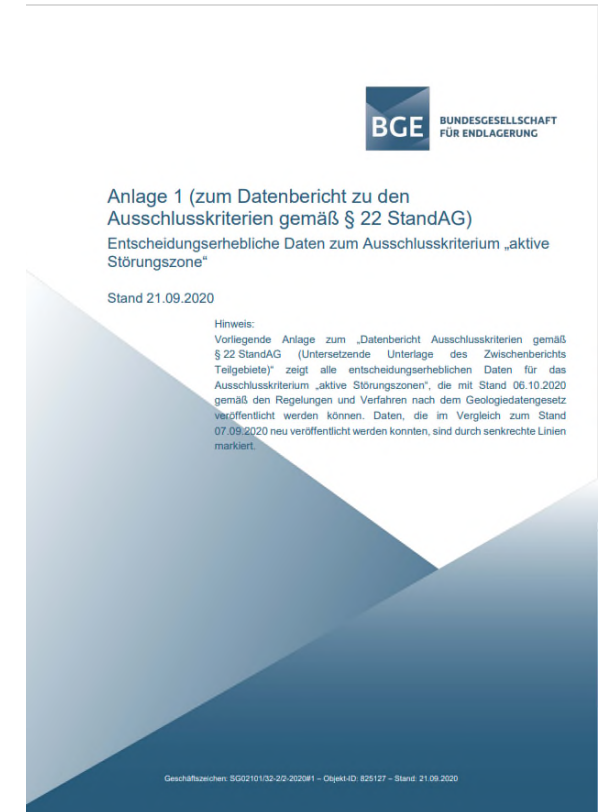 BGE
BUNDESGESELLSCHAFT
FÜR ENDLAGERUNG
Anlage 1 (zum Datenbericht zu den
Ausschlusskriterien gemäß § 22 StandAG)
Entscheidungserhebliche Daten zum Ausschlusskriterium „aktive
Störungszone“
Stand 21.09.2020
Hinweis:
Vorliegende Anlage zum „Datenbericht Ausschlusskriterien gemäß
§ 22 StandAG (Untersetzende Unterlage des Zwischenberichts
Teilgebiete)“ zeigt alle entscheidungserheblichen Daten für das
Ausschlusskriterium „aktive Störungszonen“, die mit Stand 06.10.2020
gemäß den Regelungen und Verfahren nach dem Geologiedatengesetz
veröffentlicht werden können. Daten, die im Vergleich zum Stand
07.09.2020 neu veröffentlicht werden konnten, sind durch senkrechte Linien
markiert.
Geschäftszeichen: SG02101/32-2/2-2020#1 – Objekt-ID: 825127 – Stand: 21.09.2020